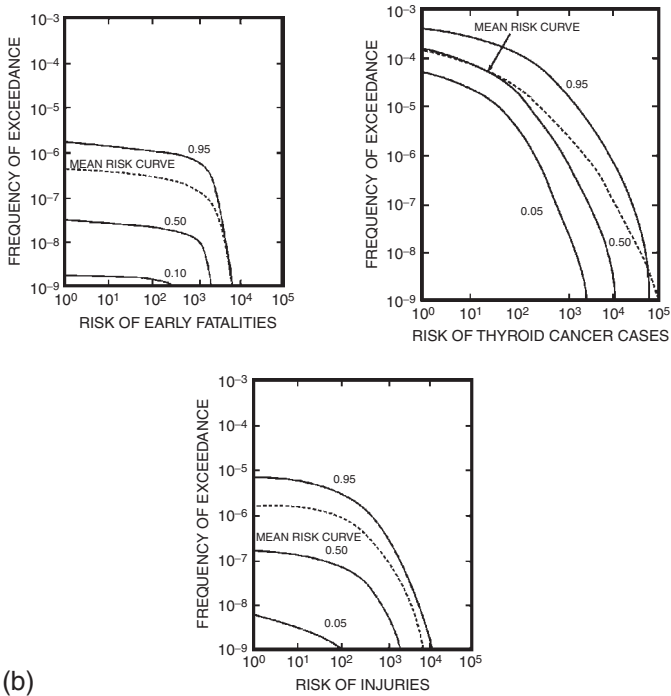 10⁻³
10⁻⁴
10⁻⁵
10⁻⁶
10⁻⁷
10⁻⁸
10⁻⁹
FREQUENCY OF EXCEEDANCE
0.95
MEAN RISK CURVE
0.50
0.10
10⁰ 10¹ 10² 10³ 10⁴ 10⁵
RISK OF EARLY FATALITIES
10⁻³
10⁻⁴
10⁻⁵
10⁻⁶
10⁻⁷
10⁻⁸
10⁻⁹
FREQUENCY OF EXCEEDANCE
MEAN RISK CURVE
0.95
0.05
0.50
10⁰ 10¹ 10² 10³ 10⁴ 10⁵
RISK OF THYROID CANCER CASES
10⁻³
10⁻⁴
10⁻⁵
10⁻⁶
10⁻⁷
10⁻⁸
10⁻⁹
FREQUENCY OF EXCEEDANCE
0.95
MEAN RISK CURVE
0.50
0.05
10⁰ 10¹ 10² 10³ 10⁴ 10⁵
RISK OF INJURIES
(b)